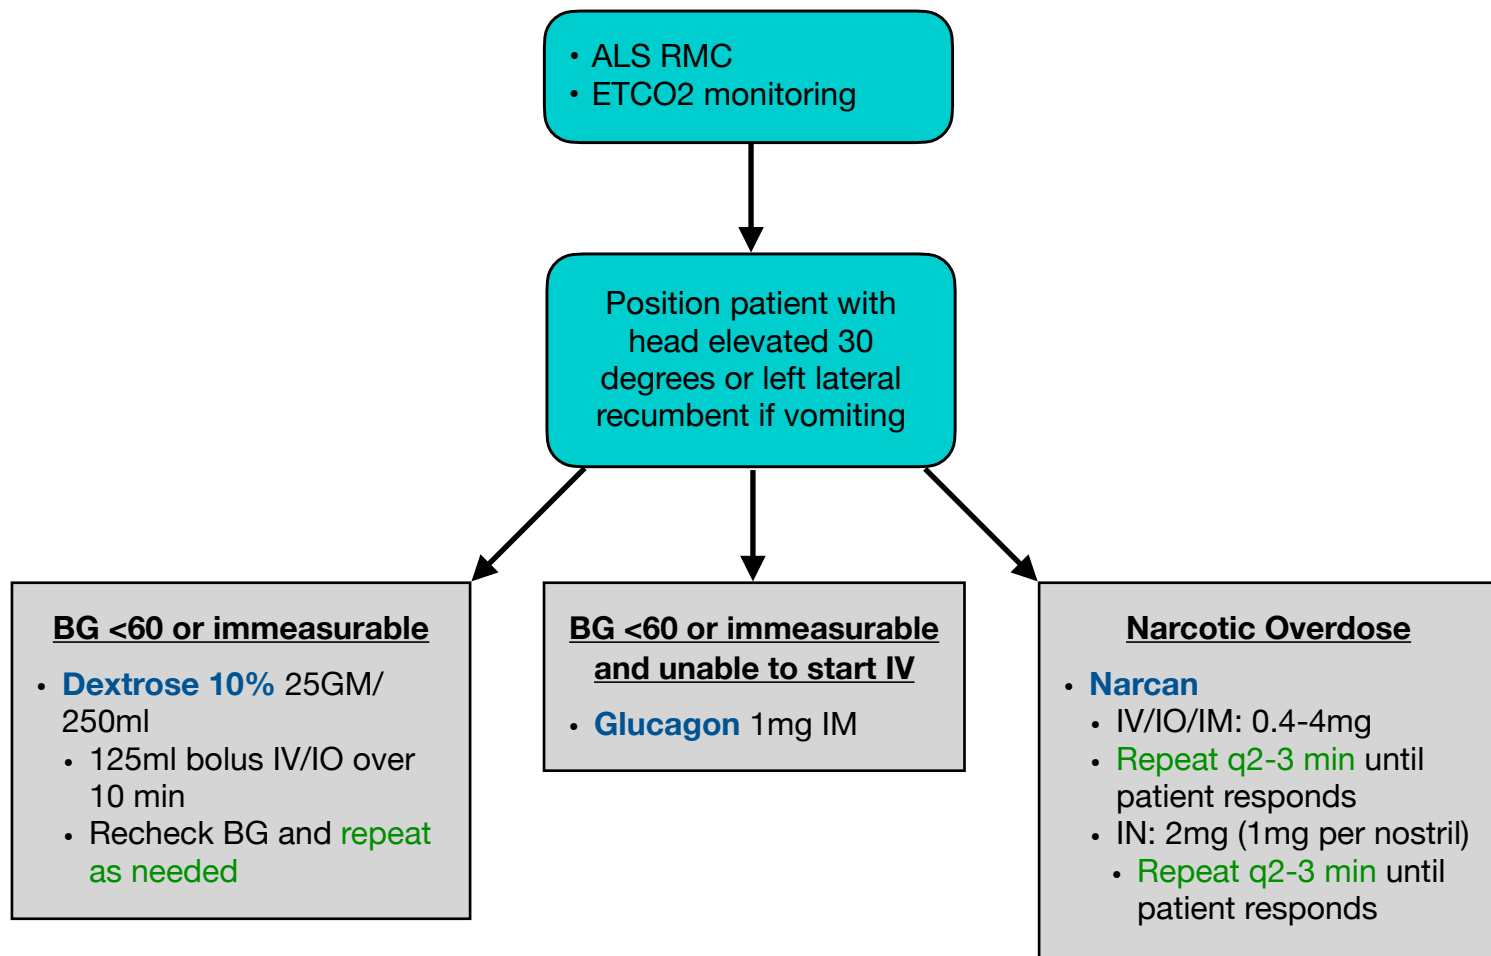 • ALS RMC
• ETCO2 monitoring
Position patient with
head elevated 30
degrees or left lateral
recumbent if vomiting
BG <60 or immeasurable
• Dextrose 10% 25GM/
250ml
• 125ml bolus IV/IO over
10 min
• Recheck BG and repeat
as needed
BG <60 or immeasurable
and unable to start IV
• Glucagon 1mg IM
Narcotic Overdose
• Narcan
• IV/IO/IM: 0.4-4mg
• Repeat q2-3 min until
patient responds
• IN: 2mg (1mg per nostril)
• Repeat q2-3 min until
patient responds